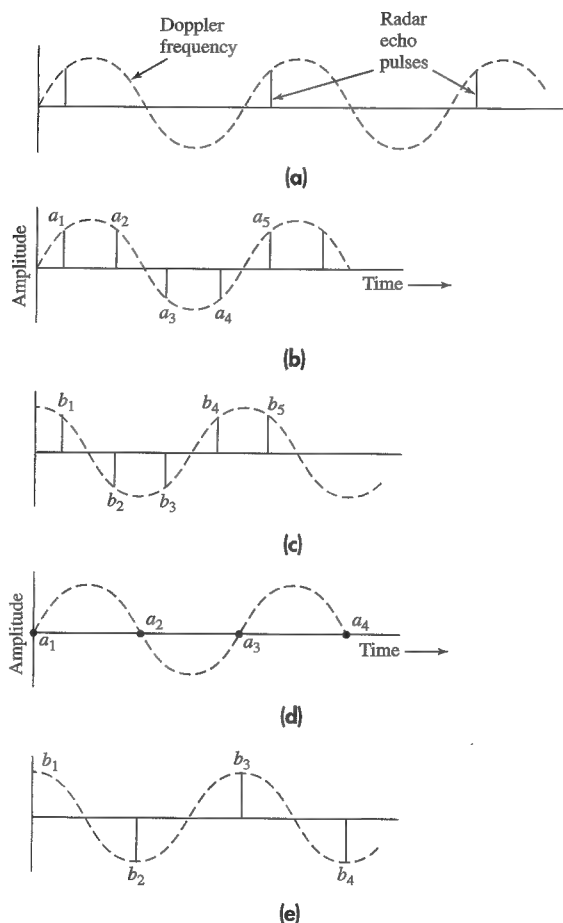 Doppler
frequency
Radar
echo
pulses
(a)
Amplitude
a1
a2
a5
a3
a4
Time
(b)
b1
b4
b5
b2
b3
(c)
Amplitude
a1
a2
a3
a4
Time
(d)
b1
b3
b2
b4
(e)